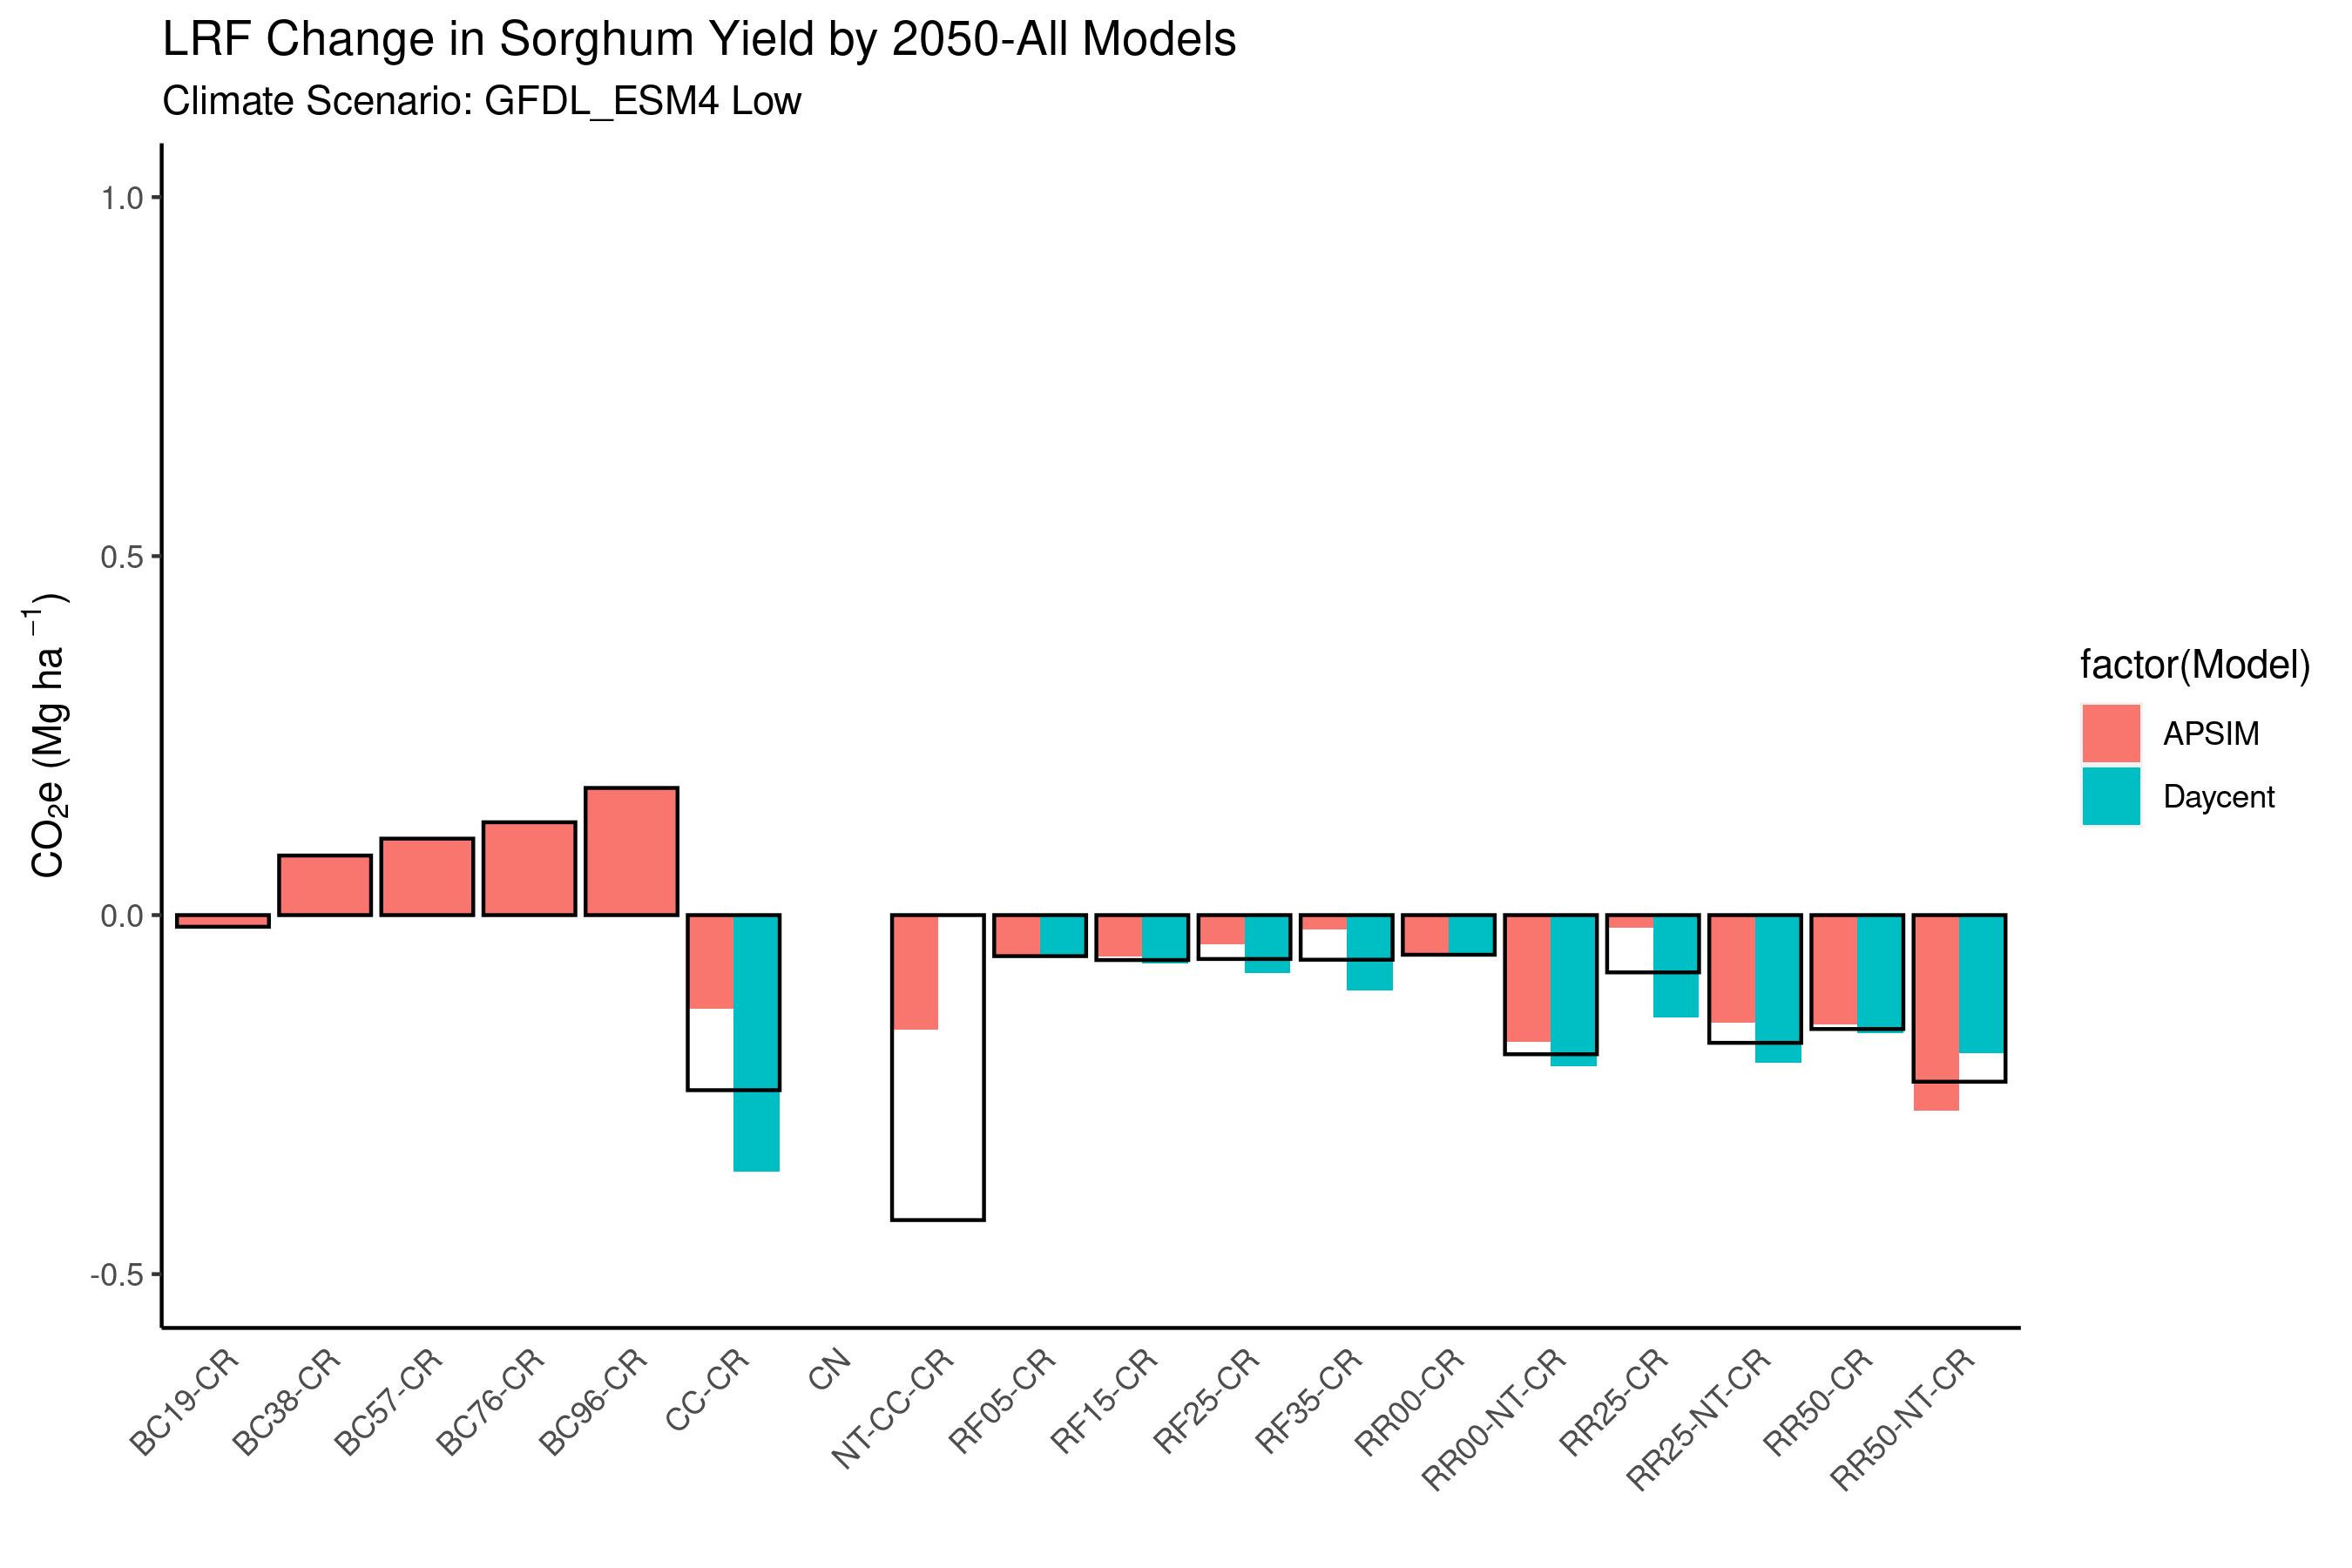 LRF Change in Sorghum Yield by 2050-All Models
Climate Scenario: GFDL_ESM4 Low
CO₂e (Mg ha ⁻¹)
1.0
0.5
0.0
-0.5
BC19-CR
BC38-CR
BC57-CR
BC76-CR
BC96-CR
CC-CR
CN
NT-CC-CR
RF05-CR
RF15-CR
RF25-CR
RF35-CR
RR00-CR
RR00-NT-CR
RR25-CR
RR25-NT-CR
RR50-CR
RR50-NT-CR
factor(Model)
APSIM
Daycent